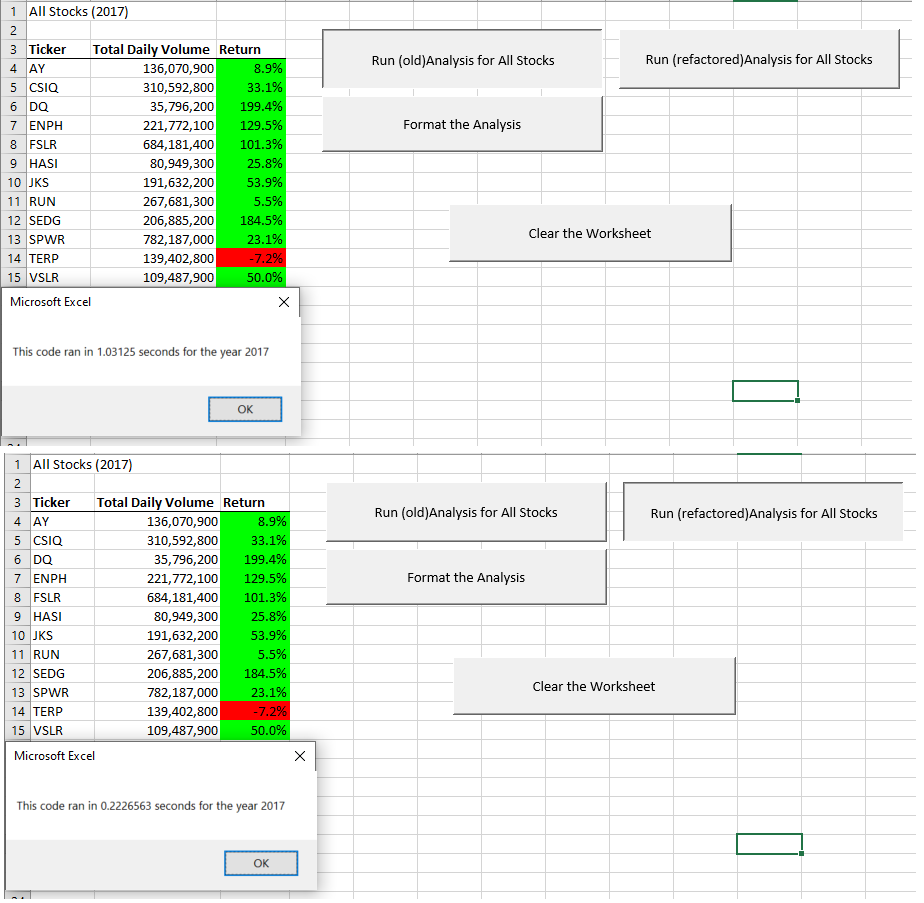 1 All Stocks (2017)
2
3 Ticker Total Daily Volume Return
4 AY 136,070,900 8.9%
5 CSIQ 310,592,800 33.1%
6 DQ 35,796,200 199.4%
7 ENPH 221,772,100 129.5%
8 FSLR 684,181,400 101.3%
9 HASI 80,949,300 25.8%
10 JKS 191,632,200 53.9%
11 RUN 267,681,300 5.5%
12 SEDG 206,885,200 184.5%
13 SPWR 782,187,000 23.1%
14 TERP 139,402,800 -7.2%
15 VSLR 109,487,900 50.0%
Run (old)Analysis for All Stocks
Run (refactored)Analysis for All Stocks
Format the Analysis
Clear the Worksheet
Microsoft Excel
This code ran in 1.03125 seconds for the year 2017
OK
1 All Stocks (2017)
2
3 Ticker Total Daily Volume Return
4 AY 136,070,900 8.9%
5 CSIQ 310,592,800 33.1%
6 DQ 35,796,200 199.4%
7 ENPH 221,772,100 129.5%
8 FSLR 684,181,400 101.3%
9 HASI 80,949,300 25.8%
10 JKS 191,632,200 53.9%
11 RUN 267,681,300 5.5%
12 SEDG 206,885,200 184.5%
13 SPWR 782,187,000 23.1%
14 TERP 139,402,800 -7.2%
15 VSLR 109,487,900 50.0%
Run (old)Analysis for All Stocks
Run (refactored)Analysis for All Stocks
Format the Analysis
Clear the Worksheet
Microsoft Excel
This code ran in 0.2226563 seconds for the year 2017
OK